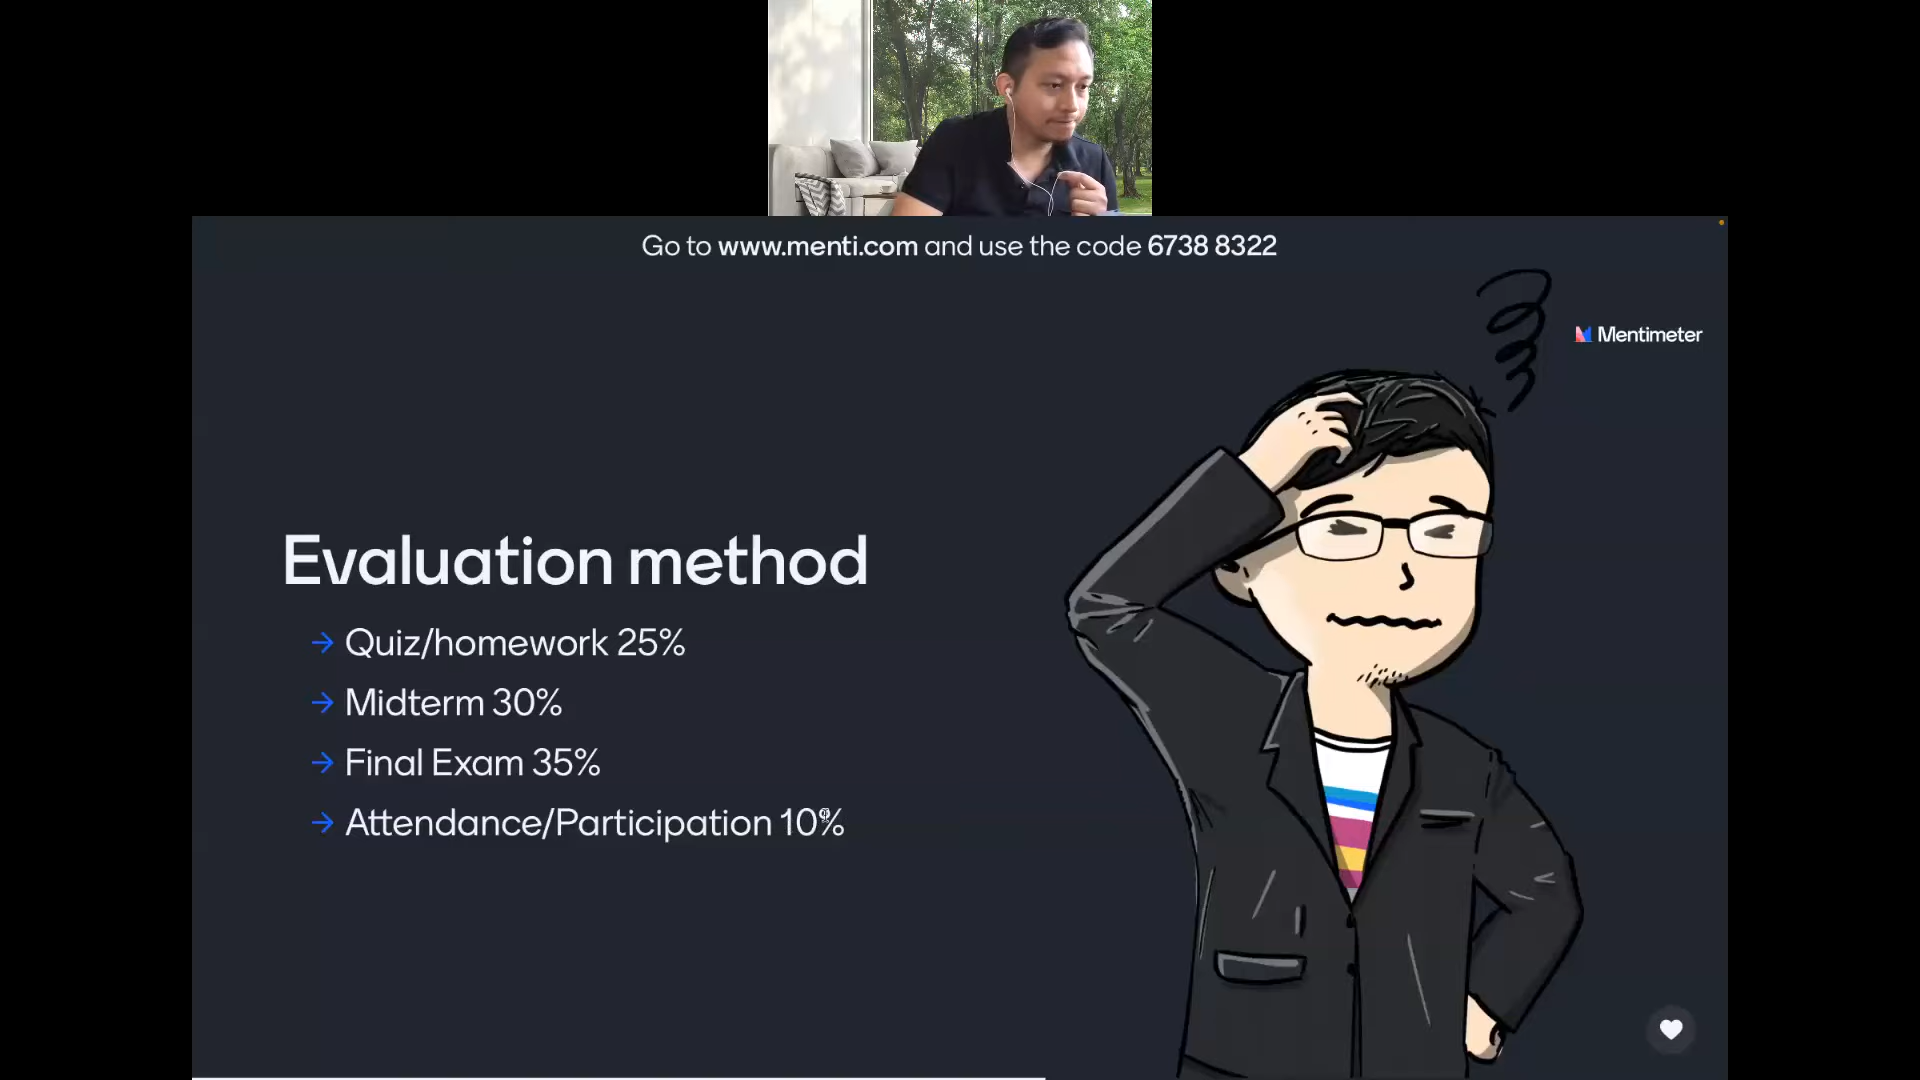 Go to www.menti.com and use the code 6738 8322
Mentimeter
Evaluation method
→ Quiz/homework 25%
→ Midterm 30%
→ Final Exam 35%
→ Attendance/Participation 10%